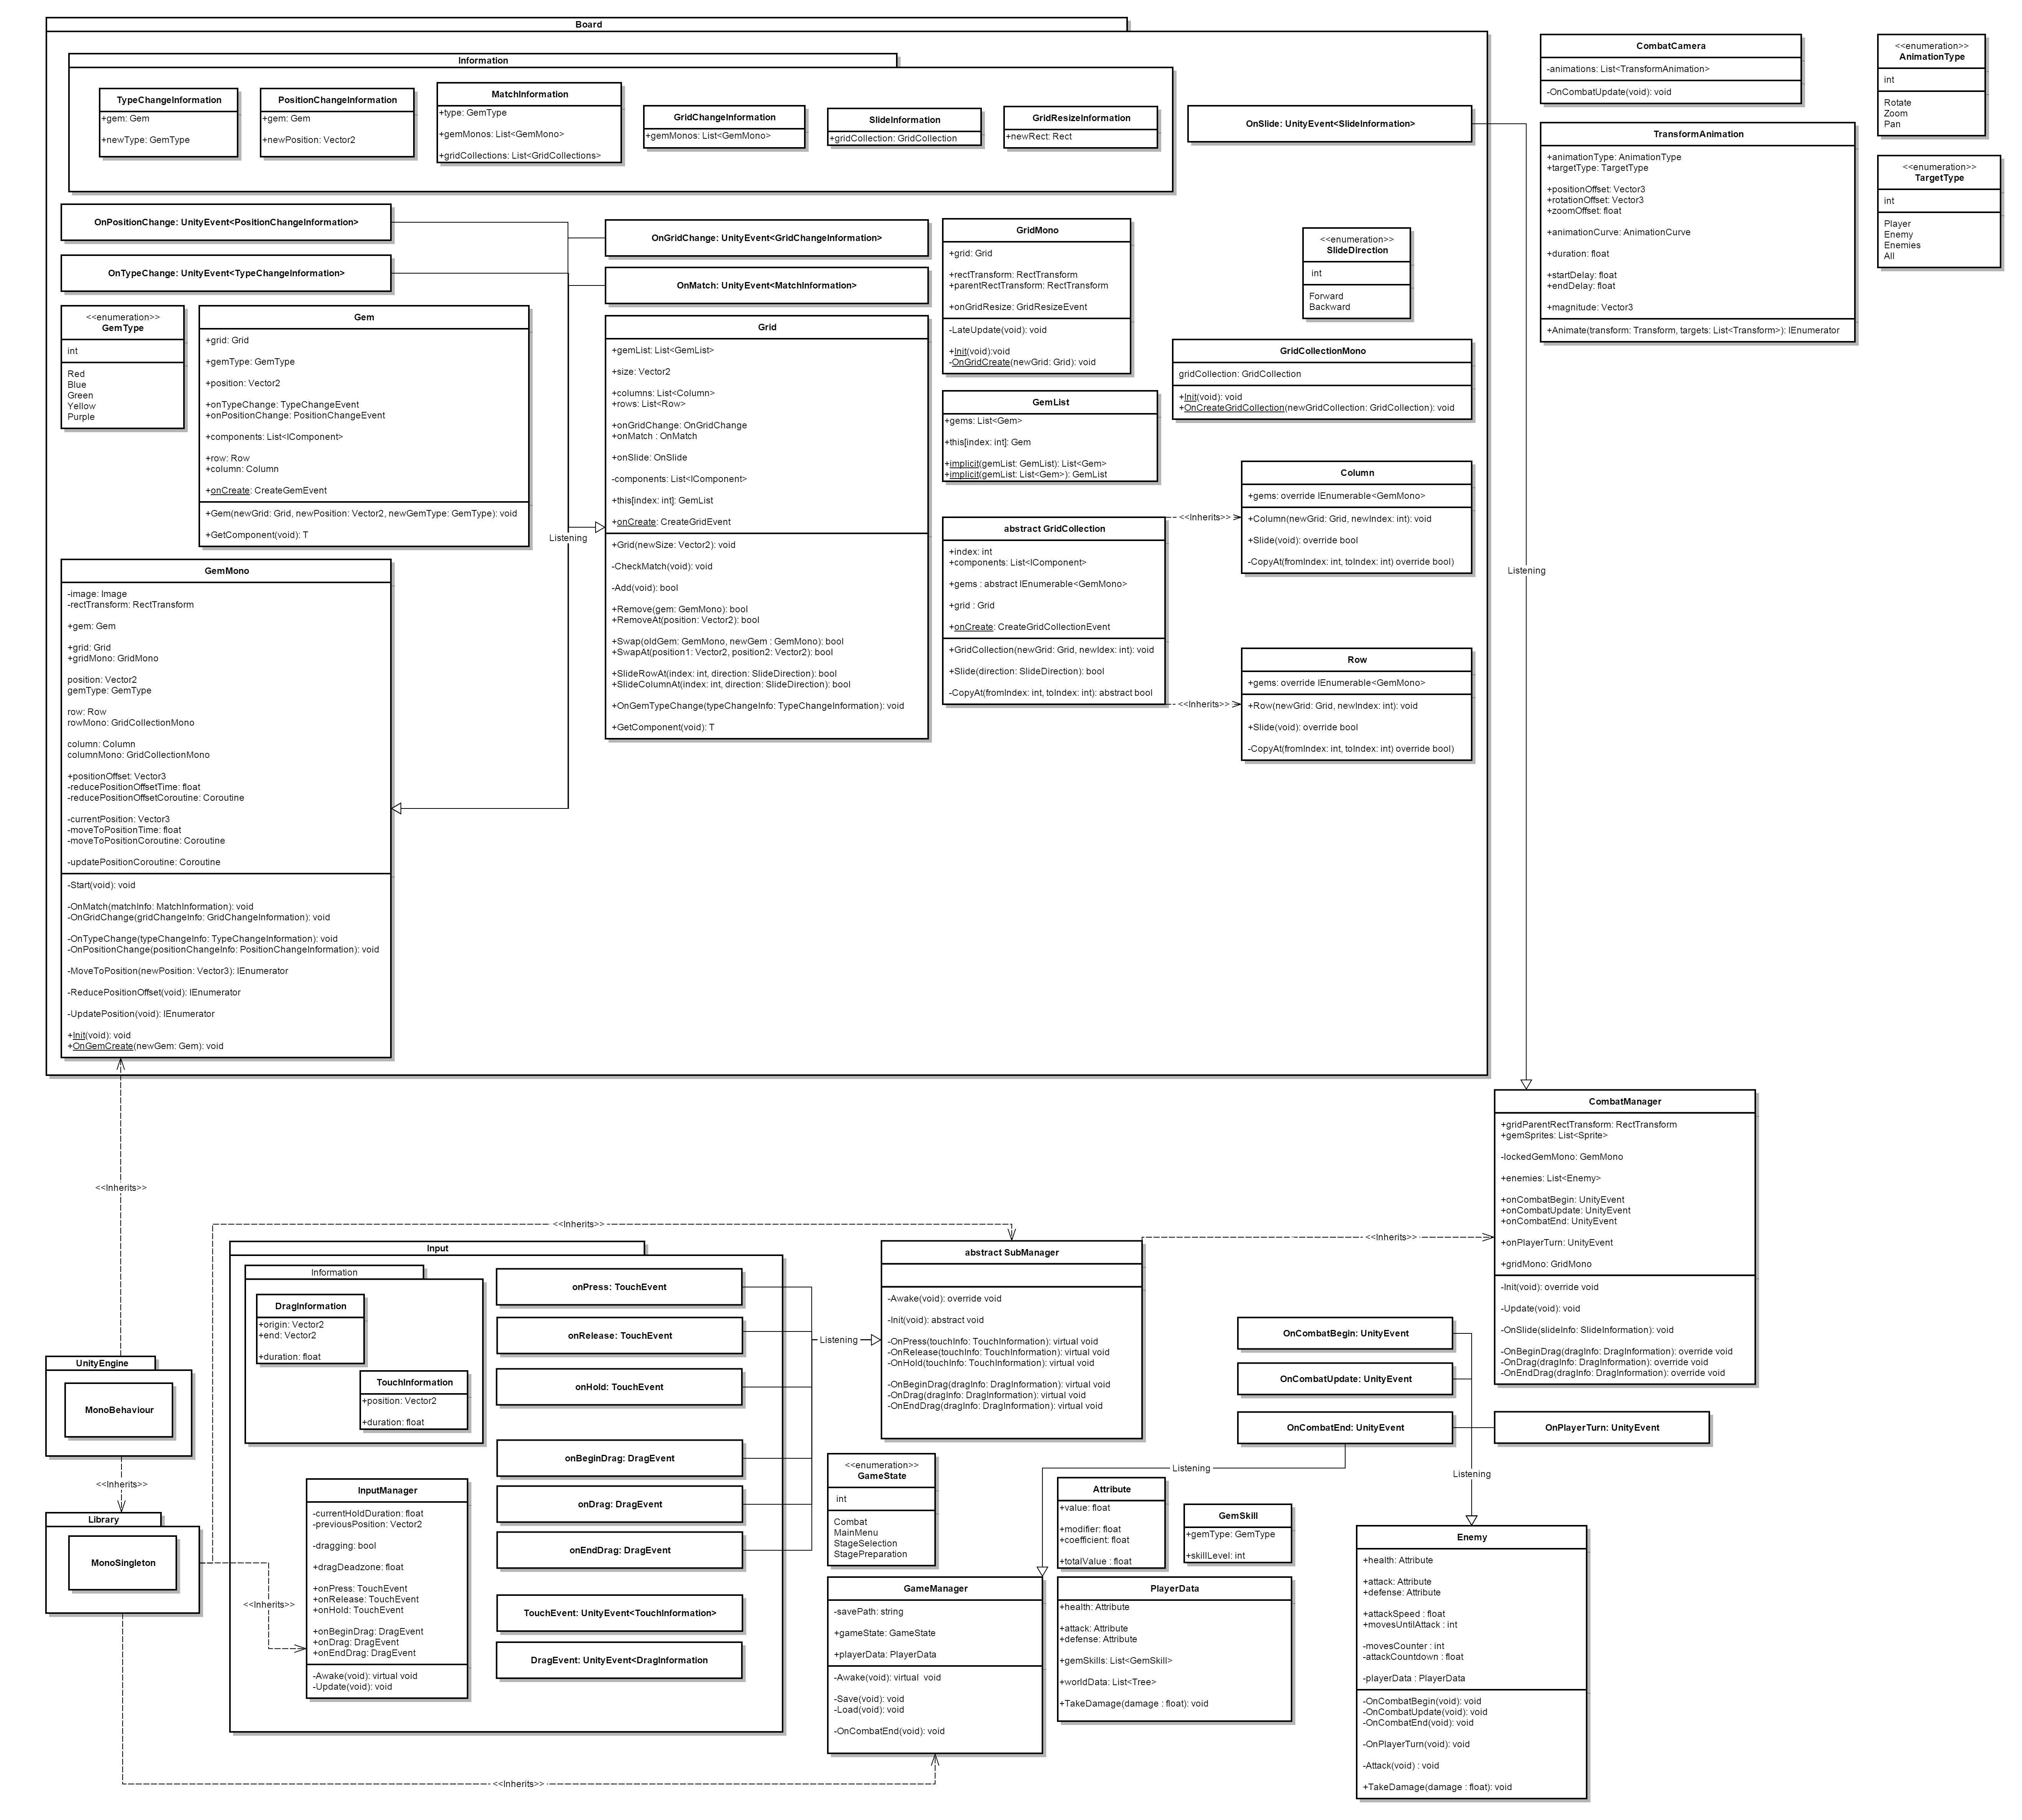 Board
Information
TypeChangeInformation
+gem: Gem
+newType: GemType
PositionChangeInformation
+gem: Gem
+newPosition: Vector2
MatchInformation
+type: GemType
+gemMonos: List<GemMono>
+gridCollections: List<GridCollections>
GridChangeInformation
+gemMonos: List<GemMono>
SlideInformation
+gridCollection: GridCollection
GridResizeInformation
+newRect: Rect
OnSlide: UnityEvent<SlideInformation>
CombatCamera
-animations: List<TransformAnimation>
-OnCombatUpdate(void): void
<<enumeration>>
AnimationType
int
Rotate
Zoom
Pan
TransformAnimation
+animationType: AnimationType
+targetType: TargetType
+positionOffset: Vector3
+rotationOffset: Vector3
+zoomOffset: float
+animationCurve: AnimationCurve
+duration: float
+startDelay: float
+endDelay: float
+magnitude: Vector3
+Animate(transform: Transform, targets: List<Transform>): IEnumerator
<<enumeration>>
TargetType
int
Player
Enemy
Enemies
All
OnPositionChange: UnityEvent<PositionChangeInformation>
OnTypeChange: UnityEvent<TypeChangeInformation>
OnGridChange: UnityEvent<GridChangeInformation>
OnMatch: UnityEvent<MatchInformation>
<<enumeration>>
GemType
int
Red
Blue
Green
Yellow
Purple
Gem
+grid: Grid
+gemType: GemType
+position: Vector2
+onTypeChange: TypeChangeEvent
+onPositionChange: PositionChangeEvent
+components: List<IComponent>
+row: Row
+column: Column
+onCreate: CreateGemEvent
+Gem(newGrid: Grid, newPosition: Vector2, newGemType: GemType): void
+GetComponent(void): T
Listening
Grid
+gemList: List<GemList>
+size: Vector2
+columns: List<Column>
+rows: List<Row>
+onGridChange: OnGridChange
+onMatch : OnMatch
+onSlide: OnSlide
-components: List<IComponent>
+this[index: int]: GemList
+onCreate: CreateGridEvent
+Grid(newSize: Vector2): void
-CheckMatch(void): void
-Add(void): bool
+Remove(gem: GemMono): bool
+RemoveAt(position: Vector2): bool
+Swap(oldGem: GemMono, newGem : GemMono): bool
+SwapAt(position1: Vector2, position2: Vector2): bool
+SlideRowAt(index: int, direction: SlideDirection): bool
+SlideColumnAt(index: int, direction: SlideDirection): bool
+OnGemTypeChange(typeChangeInfo: TypeChangeInformation): void
+GetComponent(void): T
GridMono
+grid: Grid
+rectTransform: RectTransform
+parentRectTransform: RectTransform
+onGridResize: GridResizeEvent
-LateUpdate(void): void
+Init(void):void
-OnGridCreate(newGrid: Grid): void
<<enumeration>>
SlideDirection
int
Forward
Backward
GridCollectionMono
gridCollection: GridCollection
+Init(void): void
+OnCreateGridCollection(newGridCollection: GridCollection): void
GemList
+gems: List<Gem>
+this[index: int]: Gem
+implicit(gemList: GemList): List<Gem>
+implicit(gemList: List<Gem>): GemList
abstract GridCollection
+index: int
+components: List<IComponent>
+gems : abstract IEnumerable<GemMono>
+grid : Grid
+onCreate: CreateGridCollectionEvent
+GridCollection(newGrid: Grid, newIdex: int): void
+Slide(direction: SlideDirection): bool
-CopyAt(fromIndex: int, toIndex: int): abstract bool
<<Inherits>>
<<Inherits>>
Column
+gems: override IEnumerable<GemMono>
+Column(newGrid: Grid, newIndex: int): void
+Slide(void): override bool
-CopyAt(fromIndex: int, toIndex: int) override bool)
Row
+gems: override IEnumerable<GemMono>
+Row(newGrid: Grid, newIndex: int): void
+Slide(void): override bool
-CopyAt(fromIndex: int, toIndex: int) override bool)
Listening
GemMono
-image: Image
-rectTransform: RectTransform
+gem: Gem
+grid: Grid
+gridMono: GridMono
position: Vector2
gemType: GemType
row: Row
rowMono: GridCollectionMono
column: Column
columnMono: GridCollectionMono
+positionOffset: Vector3
-reducePositionOffsetTime: float
-reducePositionOffsetCoroutine: Coroutine
-currentPosition: Vector3
-moveToPositionTime: float
-moveToPositionCoroutine: Coroutine
-updatePositionCoroutine: Coroutine
-Start(void): void
-OnMatch(matchInfo: MatchInformation): void
-OnGridChange(gridChangeInfo: GridChangeInformation): void
-OnTypeChange(typeChangeInfo: TypeChangeInformation): void
-OnPositionChange(positionChangeInfo: PositionChangeInformation): void
-MoveToPosition(newPosition: Vector3): IEnumerator
-ReducePositionOffset(void): IEnumerator
-UpdatePosition(void): IEnumerator
+Init(void): void
+OnGemCreate(newGem: Gem): void
<<Inherits>>
CombatManager
+gridParentRectTransform: RectTransform
+gemSprites: List<Sprite>
-lockedGemMono: GemMono
+enemies: List<Enemy>
+onCombatBegin: UnityEvent
+onCombatUpdate: UnityEvent
+onCombatEnd: UnityEvent
+onPlayerTurn: UnityEvent
+gridMono: GridMono
-Init(void): override void
-Update(void): void
-OnSlide(slideInfo: SlideInformation): void
-OnBeginDrag(dragInfo: DragInformation): override void
-OnDrag(dragInfo: DragInformation): override void
-OnEndDrag(dragInfo: DragInformation): override void
<<Inherits>>
<<Inherits>>
Input
Information
DragInformation
+origin: Vector2
+end: Vector2
+duration: float
TouchInformation
+position: Vector2
+duration: float
onPress: TouchEvent
onRelease: TouchEvent
onHold: TouchEvent
onBeginDrag: DragEvent
onDrag: DragEvent
onEndDrag: DragEvent
TouchEvent: UnityEvent<TouchInformation>
DragEvent: UnityEvent<DragInformation
InputManager
-currentHoldDuration: float
-previousPosition: Vector2
-dragging: bool
+dragDeadzone: float
+onPress: TouchEvent
+onRelease: TouchEvent
+onHold: TouchEvent
+onBeginDrag: DragEvent
+onDrag: DragEvent
+onEndDrag: DragEvent
-Awake(void): virtual void
-Update(void): void
Listening
abstract SubManager
-Awake(void): override void
-Init(void): abstract void
-OnPress(touchInfo: TouchInformation): virtual void
-OnRelease(touchInfo: TouchInformation): virtual void
-OnHold(touchInfo: TouchInformation): virtual void
-OnBeginDrag(dragInfo: DragInformation): virtual void
-OnDrag(dragInfo: DragInformation): virtual void
-OnEndDrag(dragInfo: DragInformation): virtual void
OnCombatBegin: UnityEvent
OnCombatUpdate: UnityEvent
OnCombatEnd: UnityEvent
OnPlayerTurn: UnityEvent
Listening
Listening
UnityEngine
MonoBehaviour
<<Inherits>>
Library
MonoSingleton
<<Inherits>>
<<Inherits>>
<<enumeration>>
GameState
int
Combat
MainMenu
StageSelection
StagePreparation
Attribute
+value: float
+modifier: float
+coefficient: float
+totalValue : float
GemSkill
+gemType: GemType
+skillLevel: int
GameManager
-savePath: string
+gameState: GameState
+playerData: PlayerData
-Awake(void): virtual  void
-Save(void): void
-Load(void): void
-OnCombatEnd(void): void
PlayerData
+health: Attribute
+attack: Attribute
+defense: Attribute
+gemSkills: List<GemSkill>
+worldData: List<Tree>
+TakeDamage(damage : float): void
Enemy
+health: Attribute
+attack: Attribute
+defense: Attribute
+attackSpeed : float
+movesUntilAttack : int
-movesCounter : int
-attackCountdown : float
-playerData : PlayerData
-OnCombatBegin(void): void
-OnCombatUpdate(void): void
-OnCombatEnd(void): void
-OnPlayerTurn(void): void
-Attack(void) : void
+TakeDamage(damage : float): void